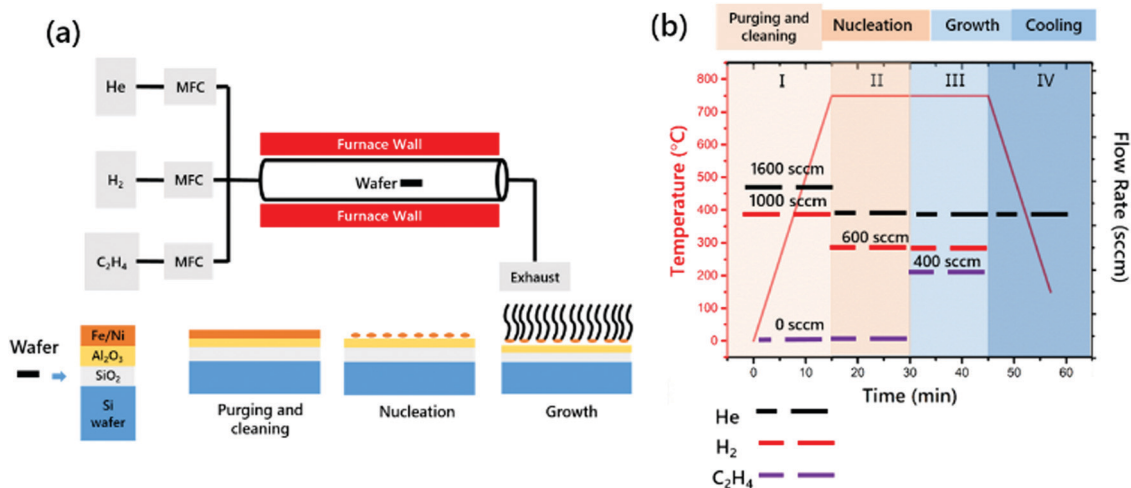 (a)
He
MFC
H₂
MFC
C₂H₄
MFC
Furnace Wall
Wafer
Furnace Wall
Exhaust
Wafer
Fe/Ni
Al₂O₃
SiO₂
Si
wafer
Purging and
cleaning
Nucleation
Growth
(b)
Purging and
cleaning
Nucleation
Growth
Cooling
I
II
III
IV
800
700
600
500
400
300
200
100
0
Temperature (°C)
1600 sccm
1000 sccm
600 sccm
400 sccm
0 sccm
Flow Rate (sccm)
0 10 20 30 40 50 60
Time (min)
He
H₂
C₂H₄